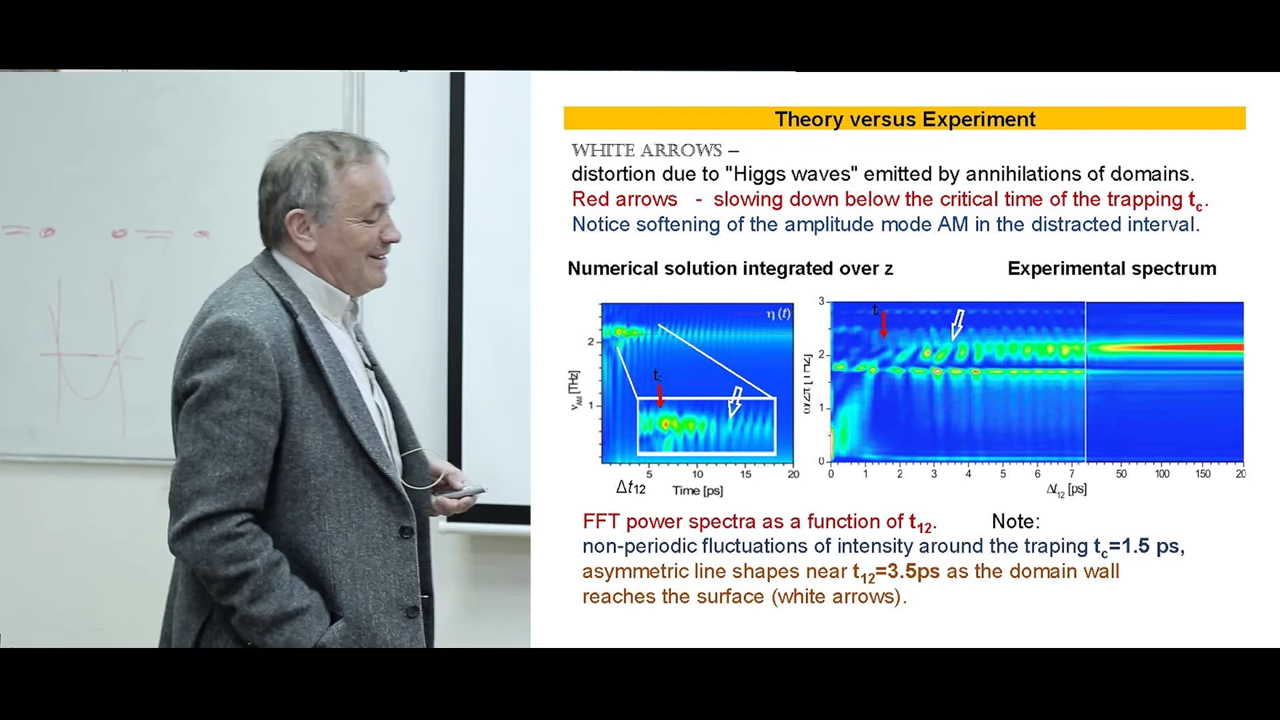 Theory versus Experiment
WHITE ARROWS –
distortion due to "Higgs waves" emitted by annihilations of domains.
Red arrows - slowing down below the critical time of the trapping tc.
Notice softening of the amplitude mode AM in the distracted interval.
Numerical solution integrated over z
Experimental spectrum
η (t)
2
1
νAM [THz]
tc
5 10 15 20
Δt12
Time [ps]
3
2
1
0
t
0 1 2 3 4 5 6 7 50 100 150 20
Δt12 [ps]
FFT power spectra as a function of t12. Note:
non-periodic fluctuations of intensity around the traping tc=1.5 ps,
asymmetric line shapes near t12=3.5ps as the domain wall
reaches the surface (white arrows).